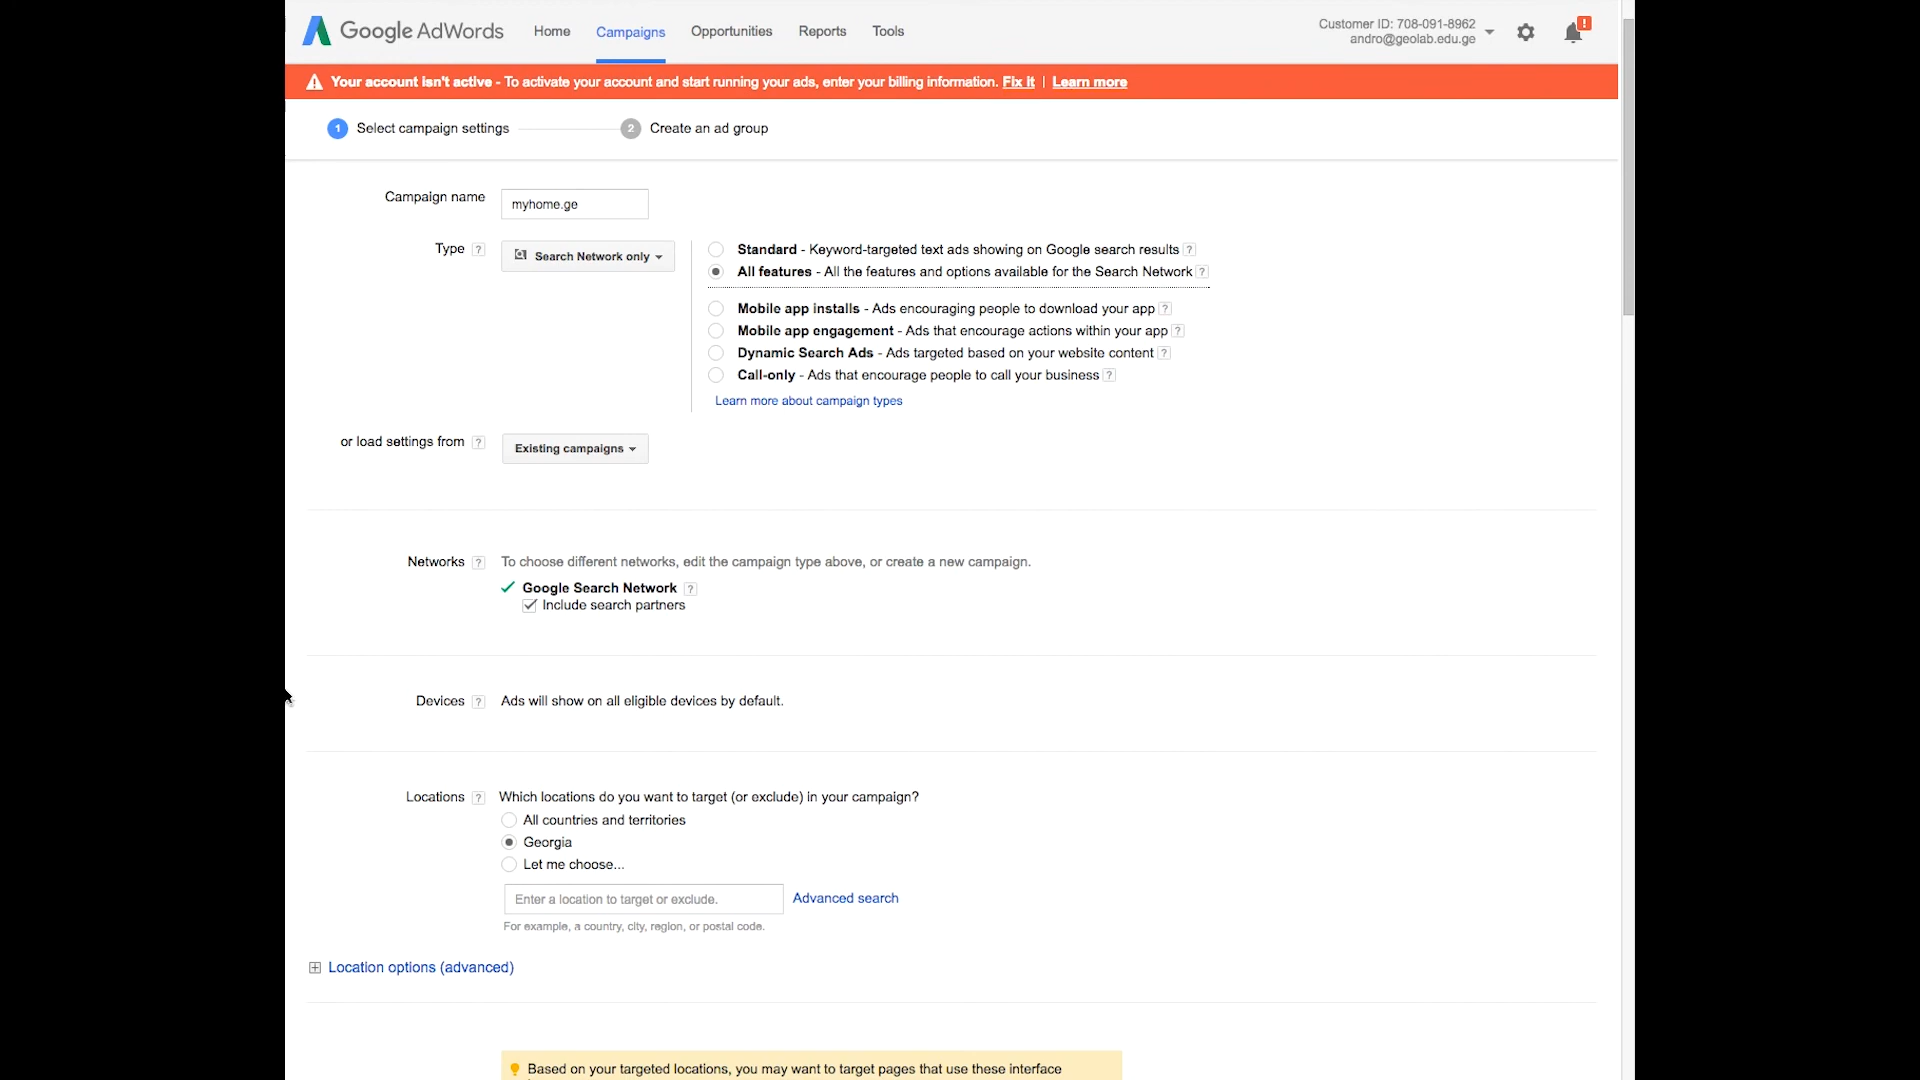 Google AdWords Home Campaigns Opportunities Reports Tools
Customer ID: 708-091-8962
andro@geolab.edu.ge
!
Your account isn't active - To activate your account and start running your ads, enter your billing information. Fix it | Learn more
1 Select campaign settings 2 Create an ad group
Campaign name myhome.ge
Type ? Search Network only
Standard - Keyword-targeted text ads showing on Google search results ?
All features - All the features and options available for the Search Network ?
Mobile app installs - Ads encouraging people to download your app ?
Mobile app engagement - Ads that encourage actions within your app ?
Dynamic Search Ads - Ads targeted based on your website content ?
Call-only - Ads that encourage people to call your business ?
Learn more about campaign types
or load settings from ? Existing campaigns
Networks ? To choose different networks, edit the campaign type above, or create a new campaign.
Google Search Network ?
Include search partners
Devices ? Ads will show on all eligible devices by default.
Locations ? Which locations do you want to target (or exclude) in your campaign?
All countries and territories
Georgia
Let me choose...
Enter a location to target or exclude. Advanced search
For example, a country, city, region, or postal code.
Location options (advanced)
Based on your targeted locations, you may want to target pages that use these interface